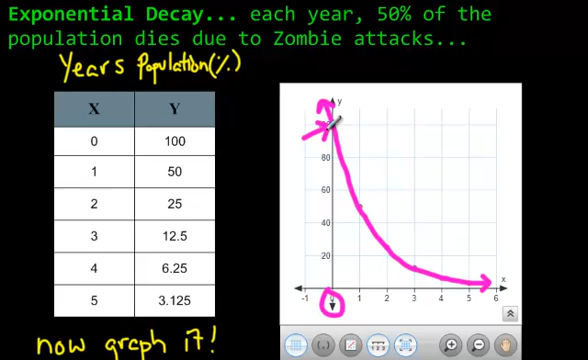 Exponential Decay... each year, 50% of the
population dies due to Zombie attacks...
Years Population(%)
X Y
0 100
1 50
2 25
3 12.5
4 6.25
5 3.125
now graph it!
y
80
60
40
20
x
-1 0 1 2 3 4 5 6